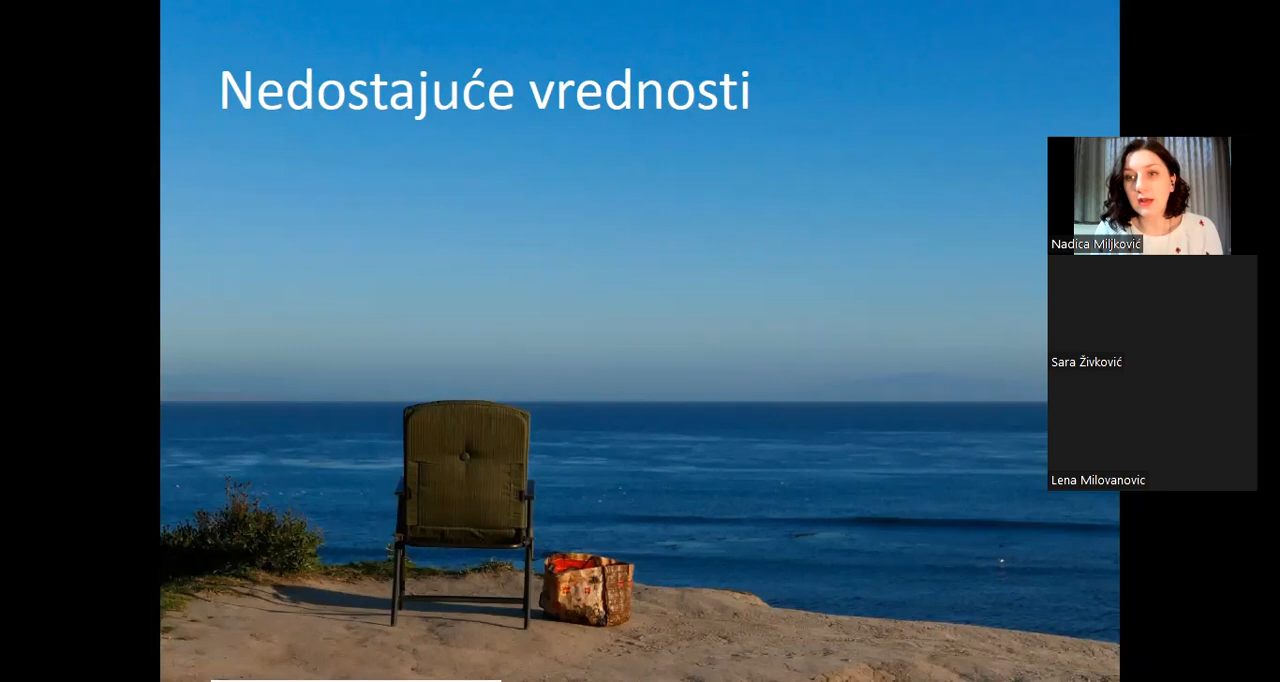 Nedostajuće vrednosti
Nadica Miljković
Sara Živković
Lena Milovanovic